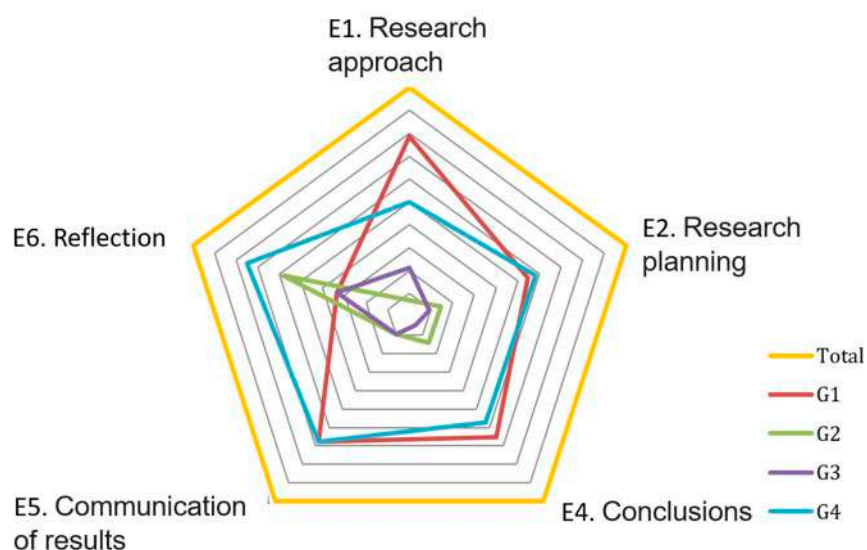 E1. Research
approach
E6. Reflection
E2. Research
planning
Total
G1
G2
G3
G4
E5. Communication
of results
E4. Conclusions